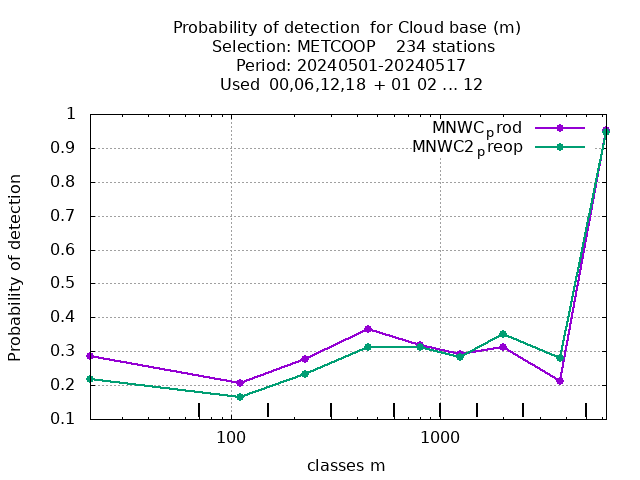 Probability of detection for Cloud base (m)
Selection: METCOOP 234 stations
Period: 20240501-20240517
Used 00,06,12,18 + 01 02 ... 12
MNWCprod
MNWC2preop
Probability of detection
1
0.9
0.8
0.7
0.6
0.5
0.4
0.3
0.2
0.1
100 1000
classes m